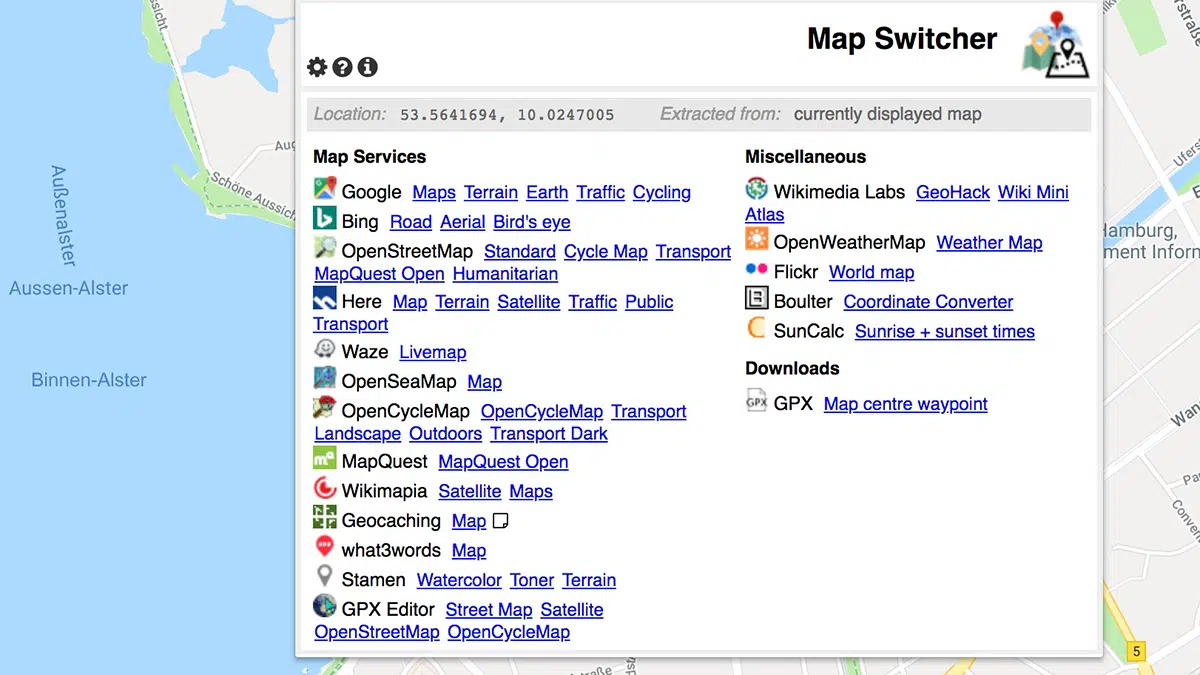 Map Switcher
Location: 53.5641694, 10.0247005 Extracted from: currently displayed map
Map Services
Google Maps Terrain Earth Traffic Cycling
Bing Road Aerial Bird's eye
OpenStreetMap Standard Cycle Map Transport
MapQuest Open Humanitarian
Here Map Terrain Satellite Traffic Public
Transport
Waze Livemap
OpenSeaMap Map
OpenCycleMap OpenCycleMap Transport
Landscape Outdoors Transport Dark
MapQuest MapQuest Open
Wikimapia Satellite Maps
Geocaching Map
what3words Map
Stamen Watercolor Toner Terrain
GPX Editor Street Map Satellite
OpenStreetMap OpenCycleMap
Miscellaneous
Wikimedia Labs GeoHack Wiki Mini
Atlas
OpenWeatherMap Weather Map
Flickr World map
Boulter Coordinate Converter
SunCalc Sunrise + sunset times
Downloads
GPX GPX Map centre waypoint
Außenalster
Aussen-Alster
Binnen-Alster
Schöne Aussich
sicht
Aug
Uferst
Hamburg,
ment Inforn
Wan
Conven
5